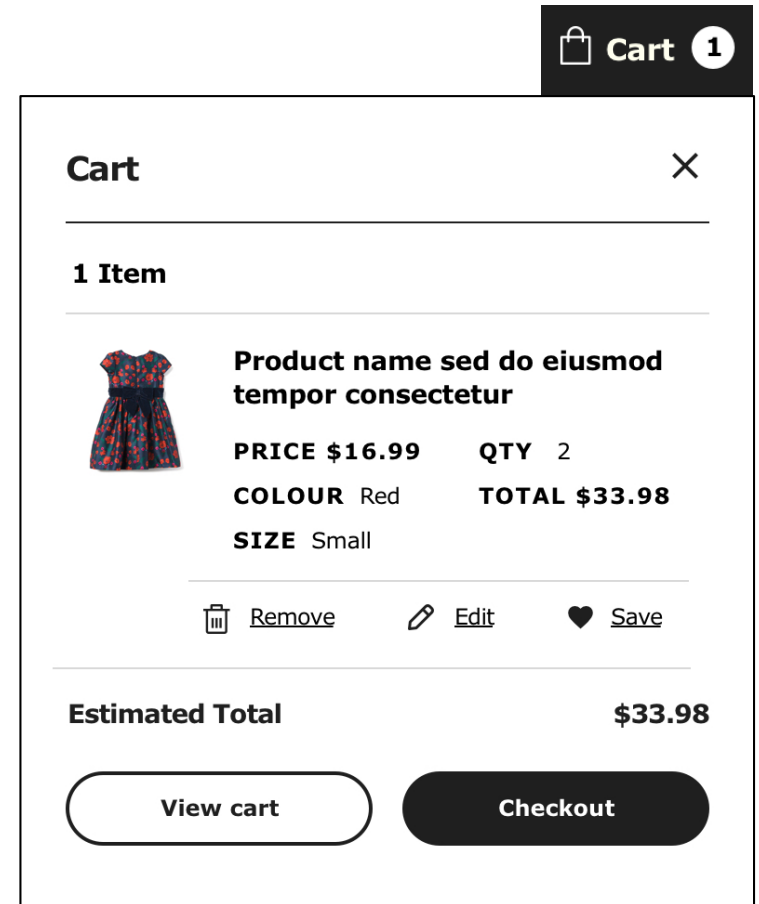 Cart 1
Cart
1 Item
Product name sed do eiusmod
tempor consectetur
PRICE $16.99 QTY 2
COLOUR Red TOTAL $33.98
SIZE Small
Remove Edit Save
Estimated Total $33.98
View cart Checkout